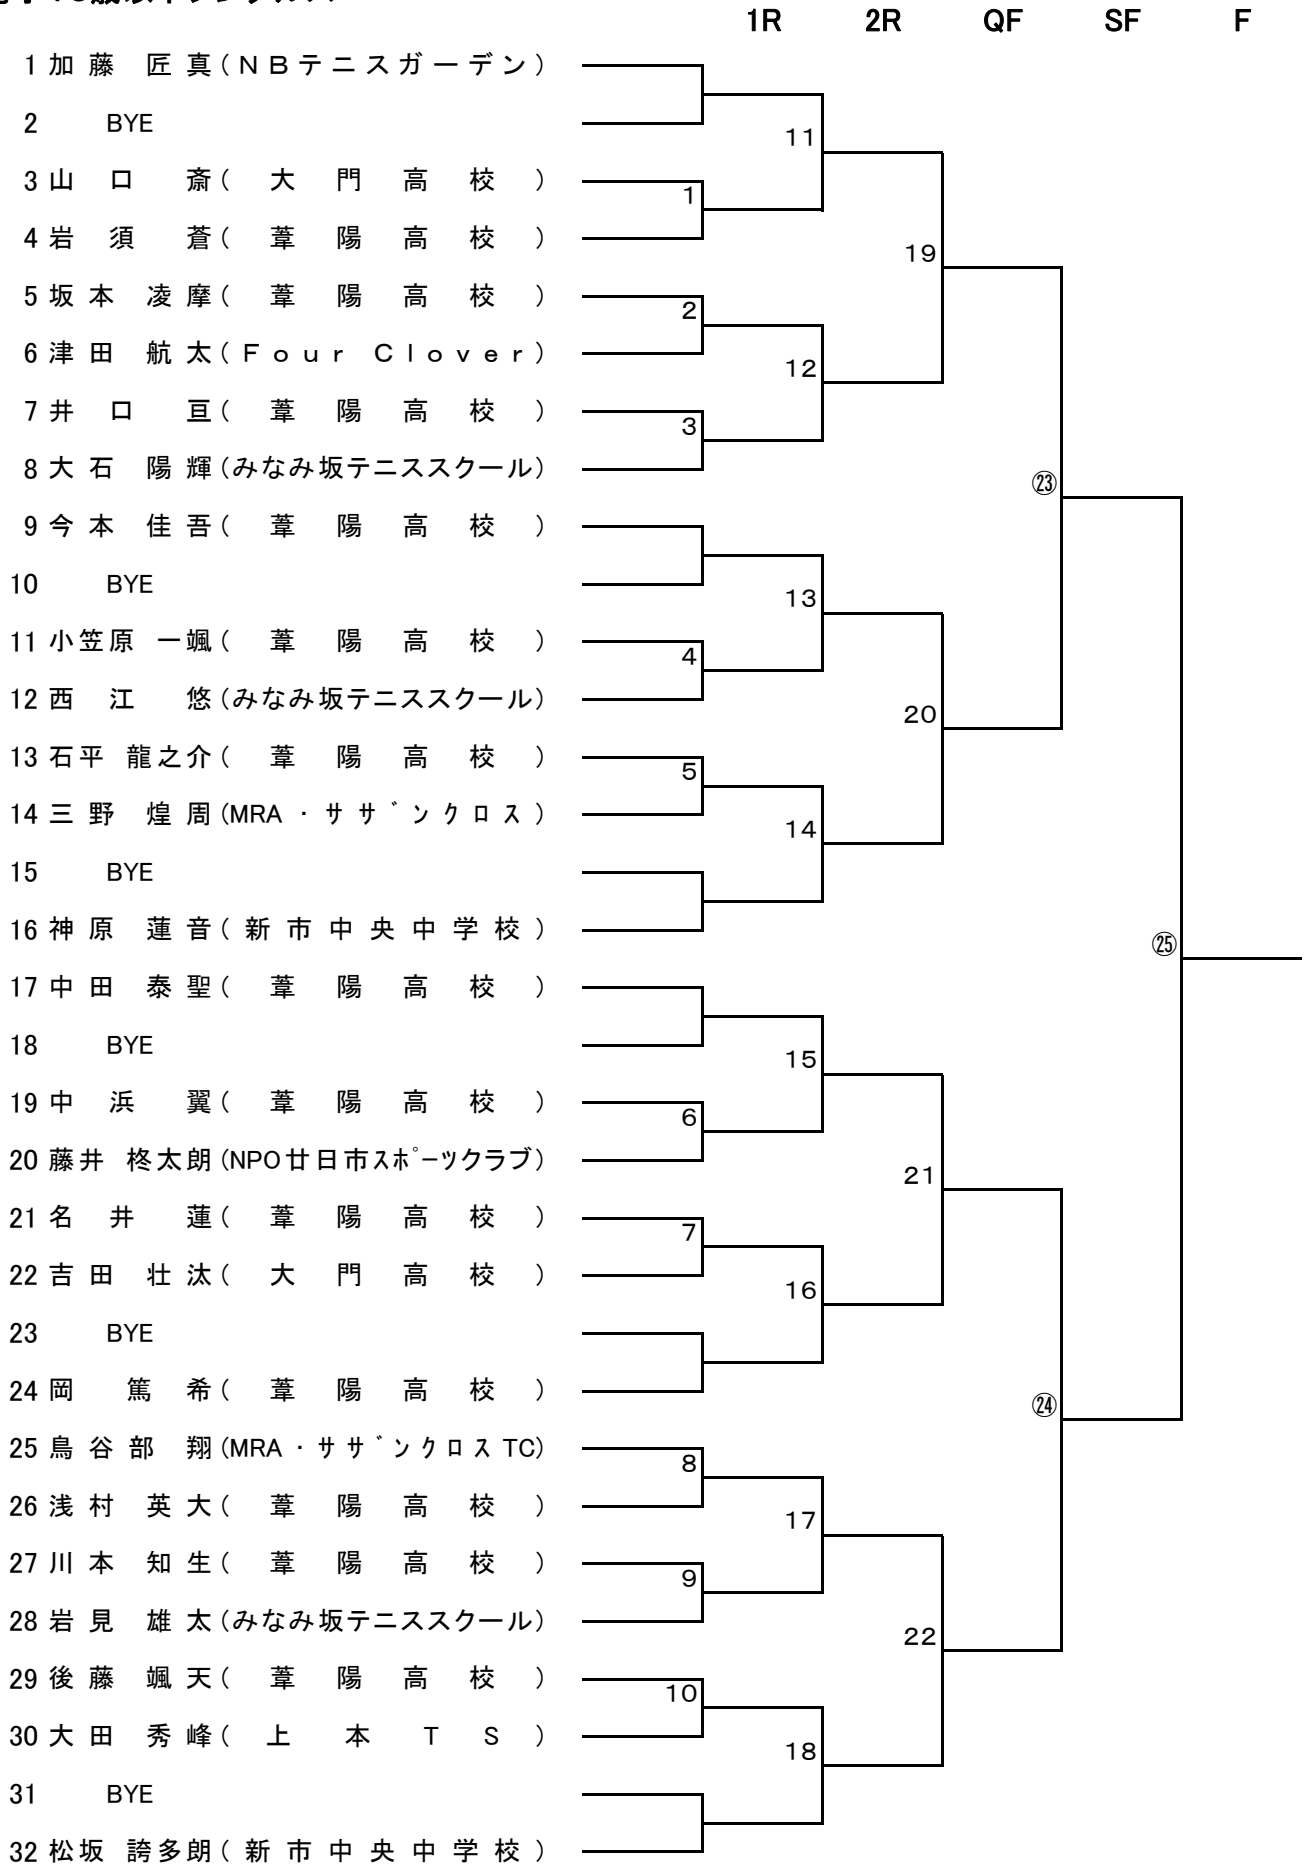 1R 2R QF SF F
1 加藤 匠真(NBテニスガーデン)
2 BYE
11
3 山口 斎(大門高校)
1
4 岩須 蒼(葦陽高校)
19
5 坂本 凌摩(葦陽高校)
2
6 津田 航太(Four Clover)
12
7 井口 亘(葦陽高校)
3
8 大石 陽輝(みなみ坂テニススクール)
㉓
9 今本 佳吾(葦陽高校)
10 BYE
13
11 小笠原 一颯(葦陽高校)
4
12 西江 悠(みなみ坂テニススクール)
20
13 石平 龍之介(葦陽高校)
5
14 三野 煌周(MRA・ササ゛ンクロス)
14
15 BYE
16 神原 蓮音(新市中央中学校)
㉕
17 中田 泰聖(葦陽高校)
18 BYE
15
19 中浜 翼(葦陽高校)
6
20 藤井 柊太朗(NPO廿日市スポーツクラブ)
21
21 名井 蓮(葦陽高校)
7
22 吉田 壮汰(大門高校)
16
23 BYE
24 岡 篤希(葦陽高校)
㉔
25 鳥谷部 翔(MRA・ササ゛ンクロスTC)
8
26 浅村 英大(葦陽高校)
17
27 川本 知生(葦陽高校)
9
28 岩見 雄太(みなみ坂テニススクール)
22
29 後藤 颯天(葦陽高校)
10
30 大田 秀峰(上本TS)
18
31 BYE
32 松坂 誇多朗(新市中央中学校)